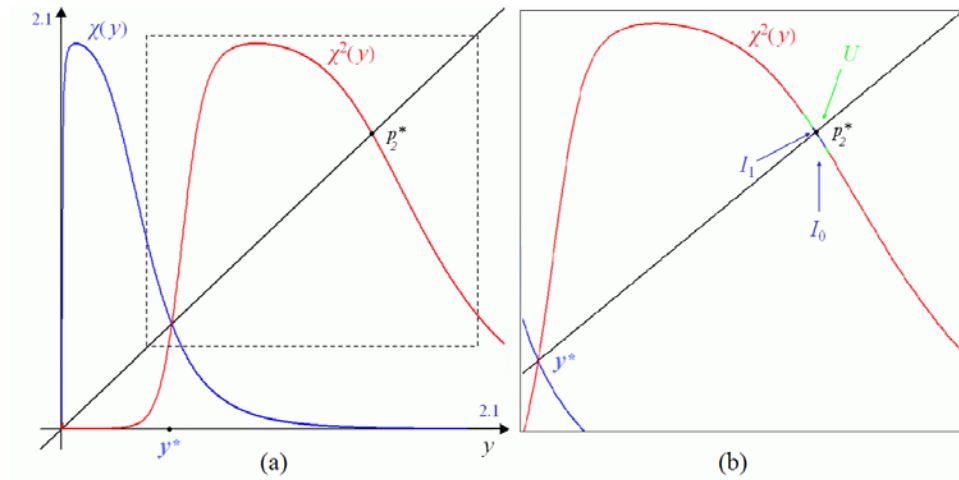 2.1
χ(y)
χ²(y)
p₂*
2.1
y*
y
(a)
χ²(y)
U
p₂*
I₁
I₀
y*
(b)